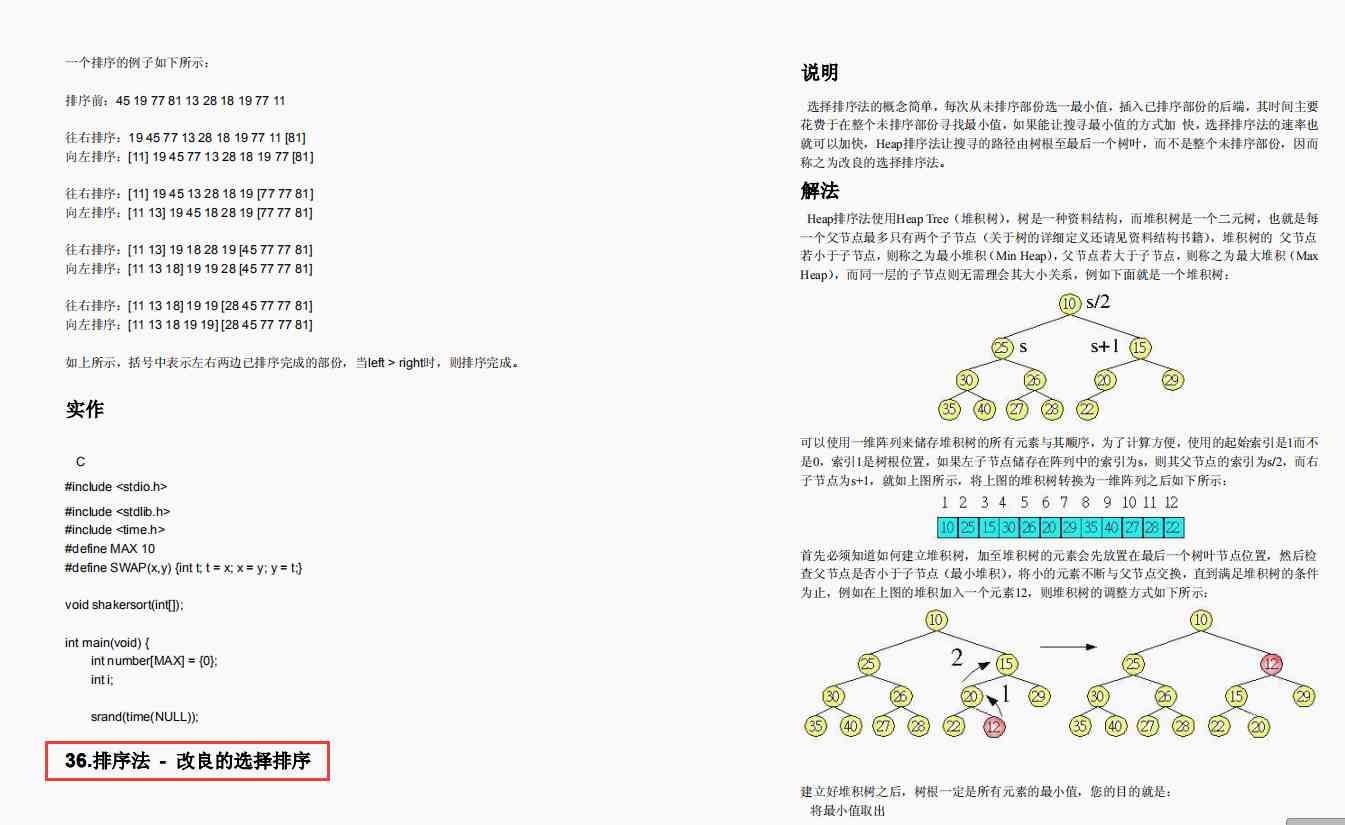 一个排序的例子如下所示：
排序前：45 19 77 81 13 28 18 19 77 11
往右排序：19 45 77 13 28 18 19 77 11 [81]
向左排序：[11] 19 45 77 13 28 18 19 77 [81]
往右排序：[11] 19 45 13 28 18 19 [77 77 81]
向左排序：[11 13] 19 45 18 28 19 [77 77 81]
往右排序：[11 13] 19 18 28 19 [45 77 77 81]
向左排序：[11 13 18] 19 19 28 [45 77 77 81]
往右排序：[11 13 18] 19 19 [28 45 77 77 81]
向左排序：[11 13 18 19 19] [28 45 77 77 81]
如上所示，括号中表示左右两边已排序完成的部份，当left > right时，则排序完成。
实作
C
#include <stdio.h>
#include <stdlib.h>
#include <time.h>
#define MAX 10
#define SWAP(x,y) {int t; t = x; x = y; y = t;}
void shakersort(int[]);
int main(void) {
int number[MAX] = {0};
int i;
srand(time(NULL));
36.排序法 - 改良的选择排序
说明
选择排序法的概念简单，每次从未排序部份选一最小值，插入已排序部份的后端，其时间主要
花费于在整个未排序部份寻找最小值，如果能让搜寻最小值的方式加 快，选择排序法的速率也
就可以加快，Heap排序法让搜寻的路径由树根至最后一个树叶，而不是整个未排序部份，因而
称之为改良的选择排序法。
解法
Heap排序法使用Heap Tree（堆积树），树是一种资料结构，而堆积树是一个二元树，也就是每
一个父节点最多只有两个子节点（关于树的详细定义还请见资料结构书籍），堆积树的 父节点
若小于子节点，则称之为最小堆积（Min Heap），父节点若大于子节点，则称之为最大堆积（Max
Heap），而同一层的子节点则无需理会其大小关系，例如下面就是一个堆积树：
10 s/2
25 s s+1 15
30 26 20 29
35 40 27 28 22
可以使用一维阵列来储存堆积树的所有元素与其顺序，为了计算方便，使用的起始索引是1而不
是0，索引1是树根位置，如果左子节点储存在阵列中的索引为s，则其父节点的索引为s/2，而右
子节点为s+1，就如上图所示，将上图的堆积树转换为一维阵列之后如下所示：
1 2 3 4 5 6 7 8 9 10 11 12
10 25 15 30 26 20 29 35 40 27 28 22
首先必须知道如何建立堆积树，加至堆积树的元素会先放置在最后一个树叶节点位置，然后检
查父节点是否小于子节点（最小堆积），将小的元素不断与父节点交换，直到满足堆积树的条件
为止，例如在上图的堆积加入一个元素12，则堆积树的调整方式如下所示：
10
25 2 15
30 26 20 1 29
35 40 27 28 22 12
10
25 12
30 26 15 29
35 40 27 28 22 20
建立好堆积树之后，树根一定是所有元素的最小值，您的目的就是：
将最小值取出